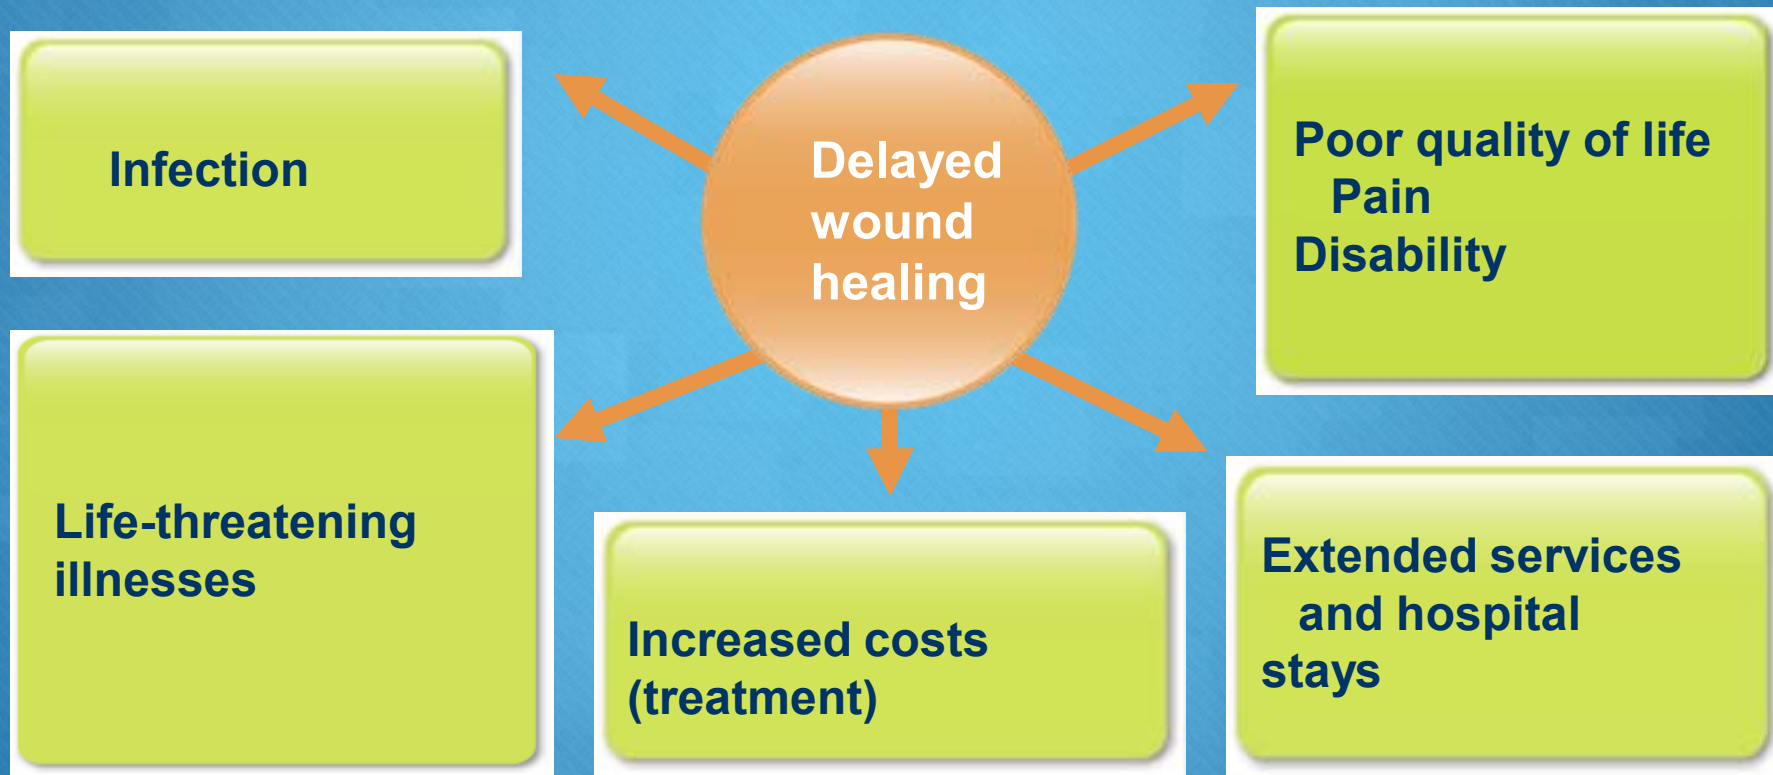 Infection
Delayed
wound
healing
Poor quality of life
Pain
Disability
Life-threatening
illnesses
Increased costs
(treatment)
Extended services
and hospital
stays